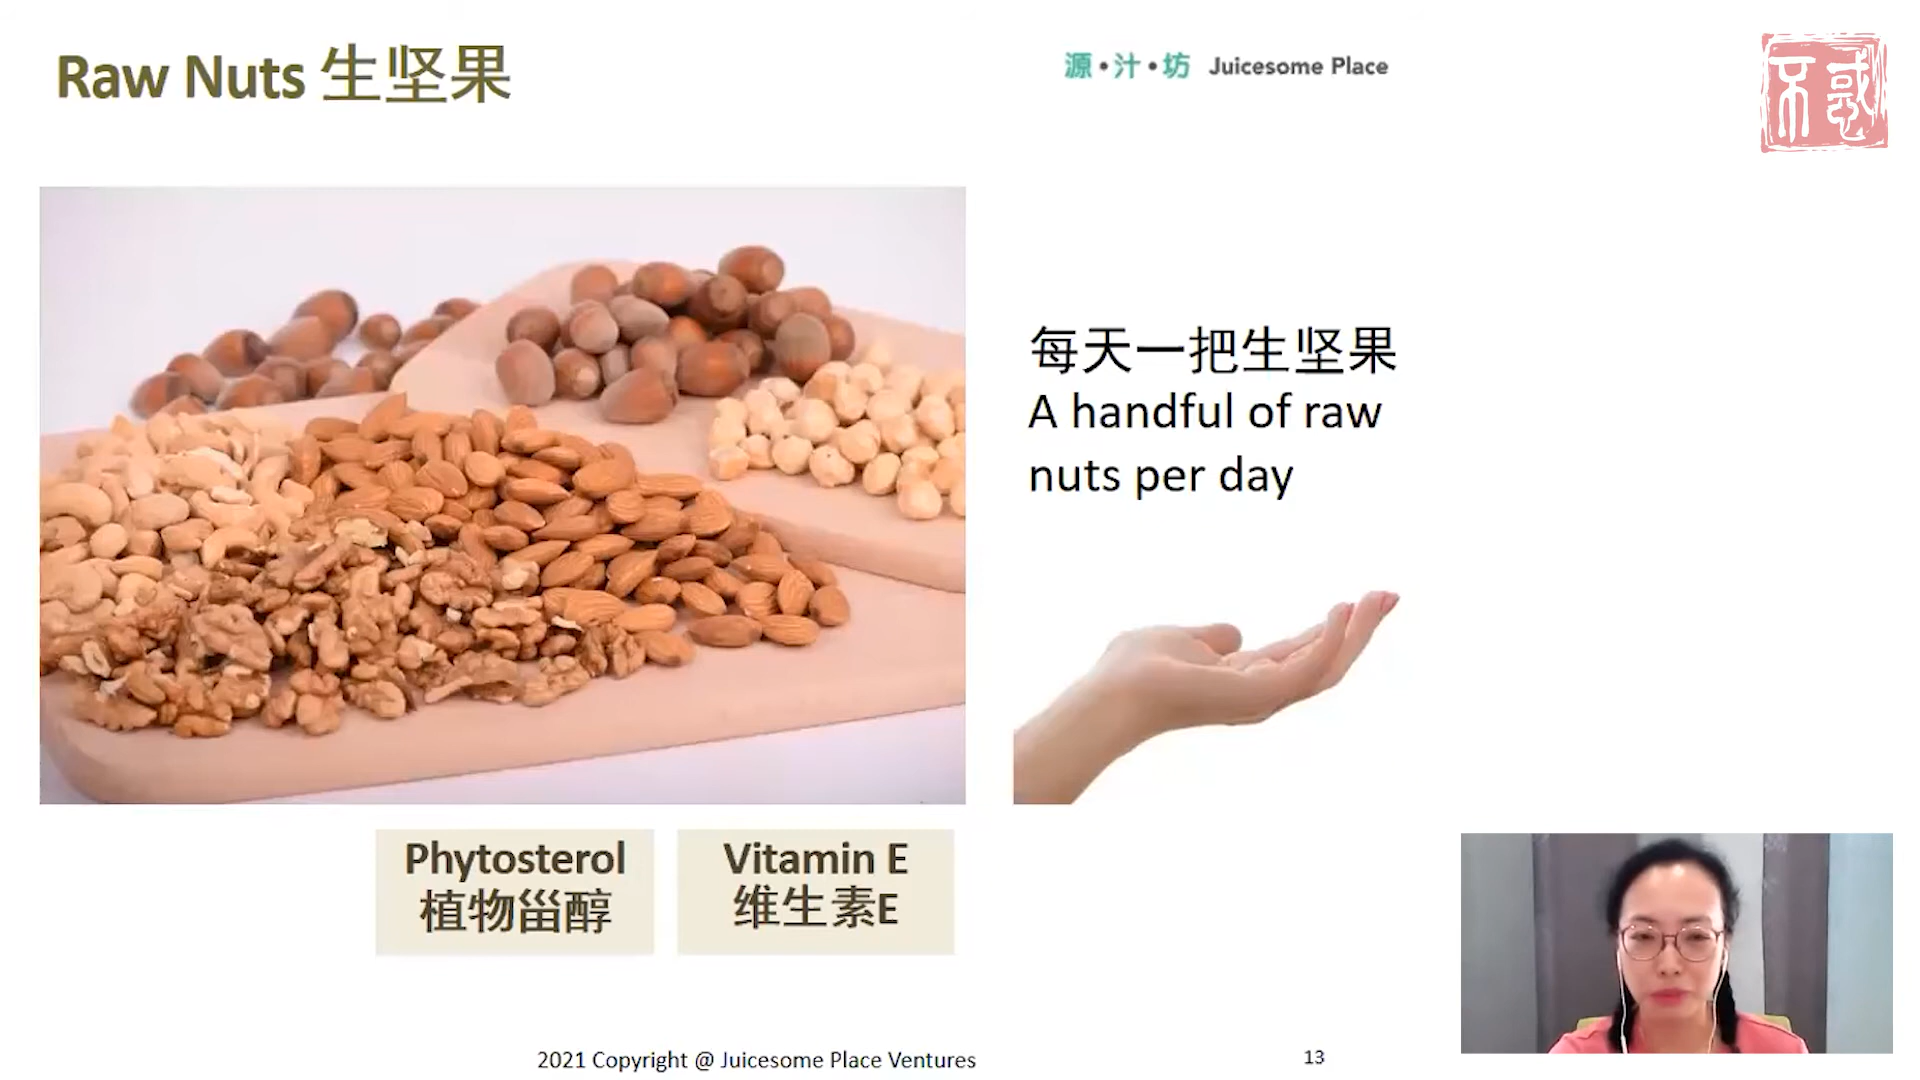 Raw Nuts 生坚果
源•汁•坊 Juicesome Place
不惑
每天一把生坚果
A handful of raw
nuts per day
Phytosterol
植物甾醇
Vitamin E
维生素E
2021 Copyright @ Juicesome Place Ventures
13